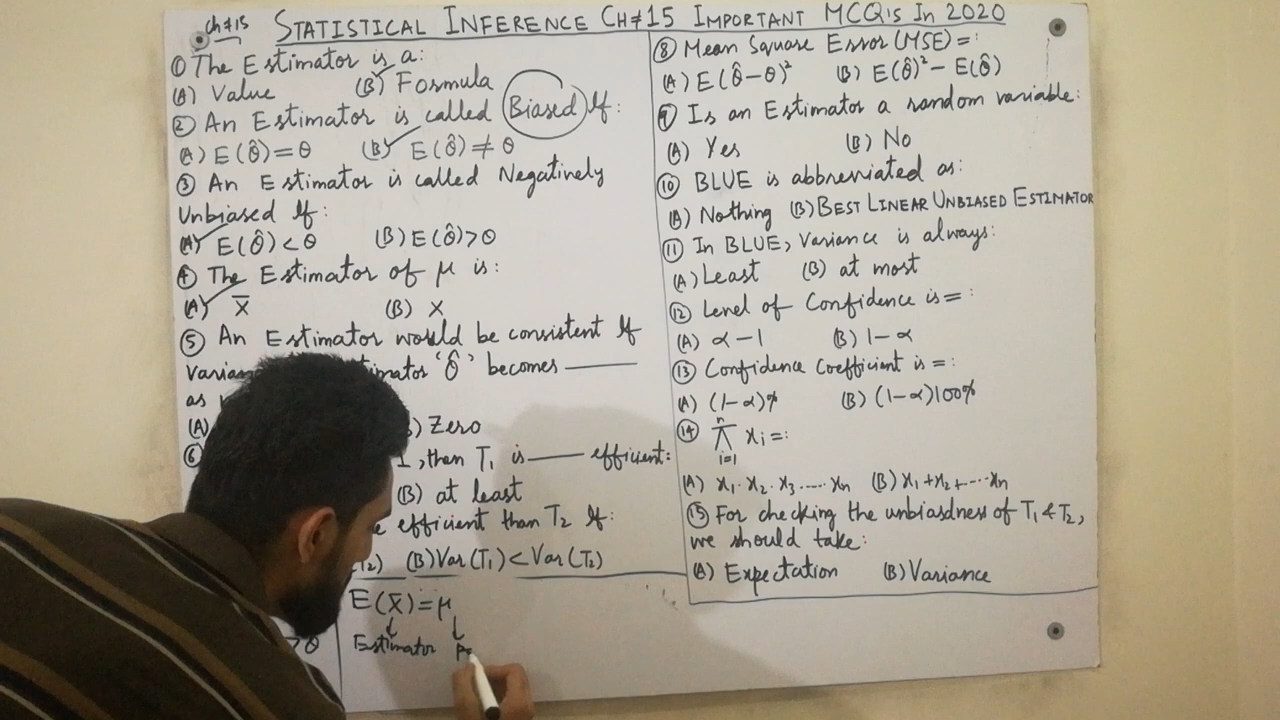 Ch#15
STATISTICAL INFERENCE CH#15 IMPORTANT MCQ's In 2020
① The Estimator is a:
(A) Value (B) Formula
② An Estimator is called Biased If:
(A) E(θ̂)=θ (B) E(θ̂)≠θ
③ An Estimator is called Negatively
Unbiased If:
(A) E(θ̂)<θ (B) E(θ̂)>θ
④ The Estimator of μ is:
(A) X̄ (B) X
⑤ An Estimator would be consistent If
'θ̂' becomes ——
as
(A) Zero
⑥ , then T₁ is —— efficient:
(B) at least
efficient than T₂ If:
T₂) (B) Var(T₁)<Var(T₂)
E(X̄)=μ
>θ Estimator
⑧ Mean Square Error (MSE)=:
(A) E(θ̂-θ)² (B) E(θ̂)²-E(θ̂)
⑨ Is an Estimator a random variable:
(A) Yes (B) No
⑩ BLUE is abbreviated as:
(A) Nothing (B) BEST LINEAR UNBIASED ESTIMATOR
⑪ In BLUE, Variance is always:
(A) Least (B) at most
⑫ Level of Confidence is=:
(A) α-1 (B) 1-α
⑬ Confidence Coefficient is=:
(A) (1-α)% (B) (1-α)100%
⑭ n
π xi=:
i=1
(A) x₁·x₂·x₃·----xn (B) x₁+x₂+----xn
⑮ For checking the unbiasdness of T₁ & T₂,
we should take:
(A) Expectation (B) Variance